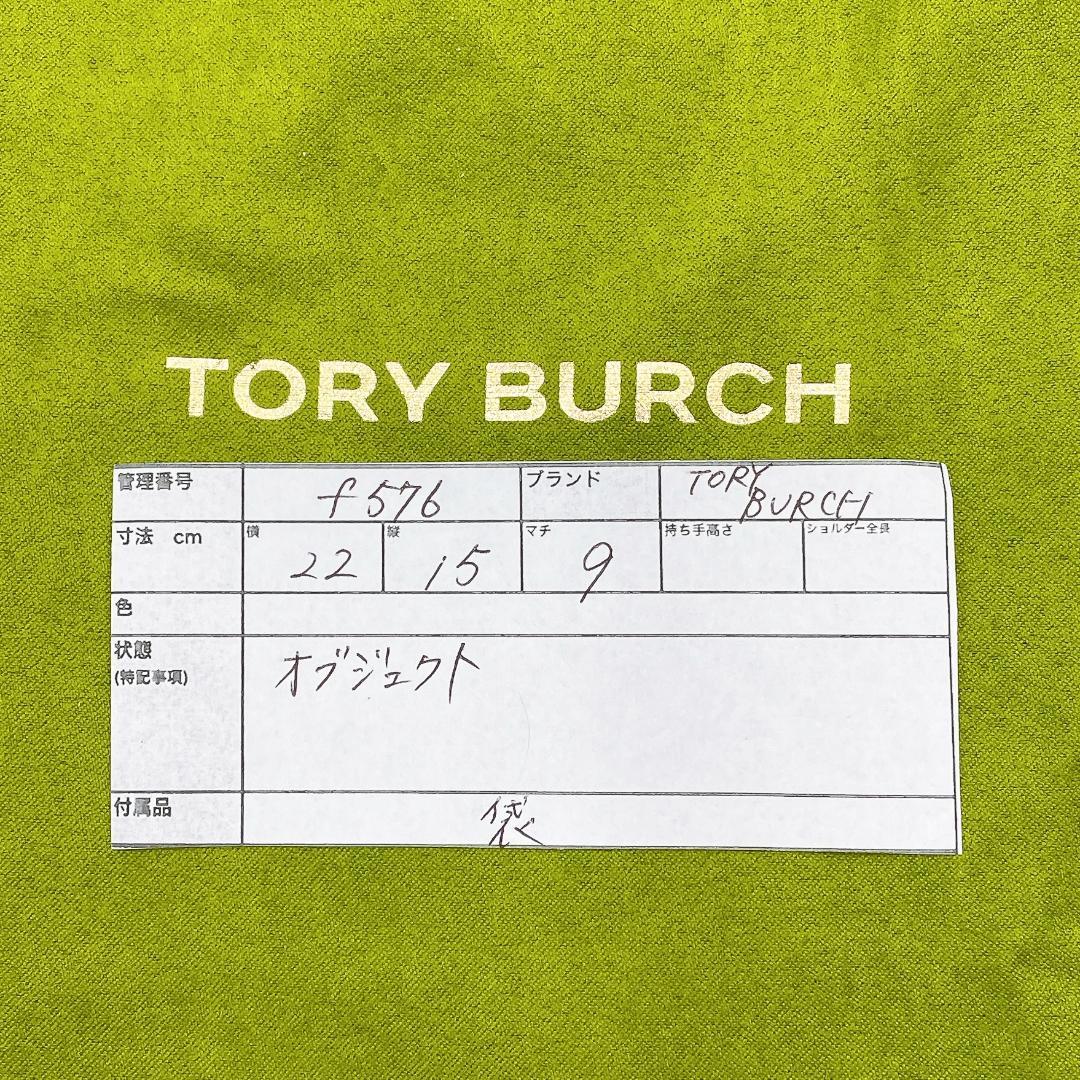 TORY BURCH
管理番号 f576 ブランド TORY BURCH
寸法 cm 横 22 縦 15 マチ 9 持ち手高さ ショルダー全長
色
状態 オブジェクト
(特記事項)
付属品 袋